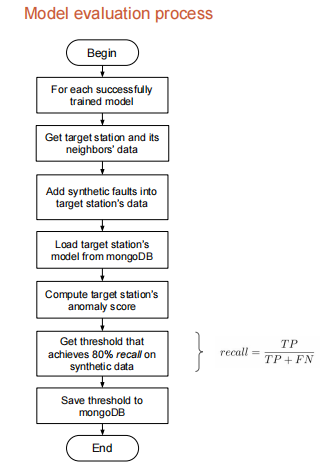 Model evaluation process
Begin
For each successfully
trained model
Get target station and its
neighbors' data
Add synthetic faults into
target station's data
Load target station's
model from mongoDB
Compute target station's
anomaly score
Get threshold that
achieves 80% recall on
synthetic data
recall = TP / TP + FN
Save threshold to
mongoDB
End